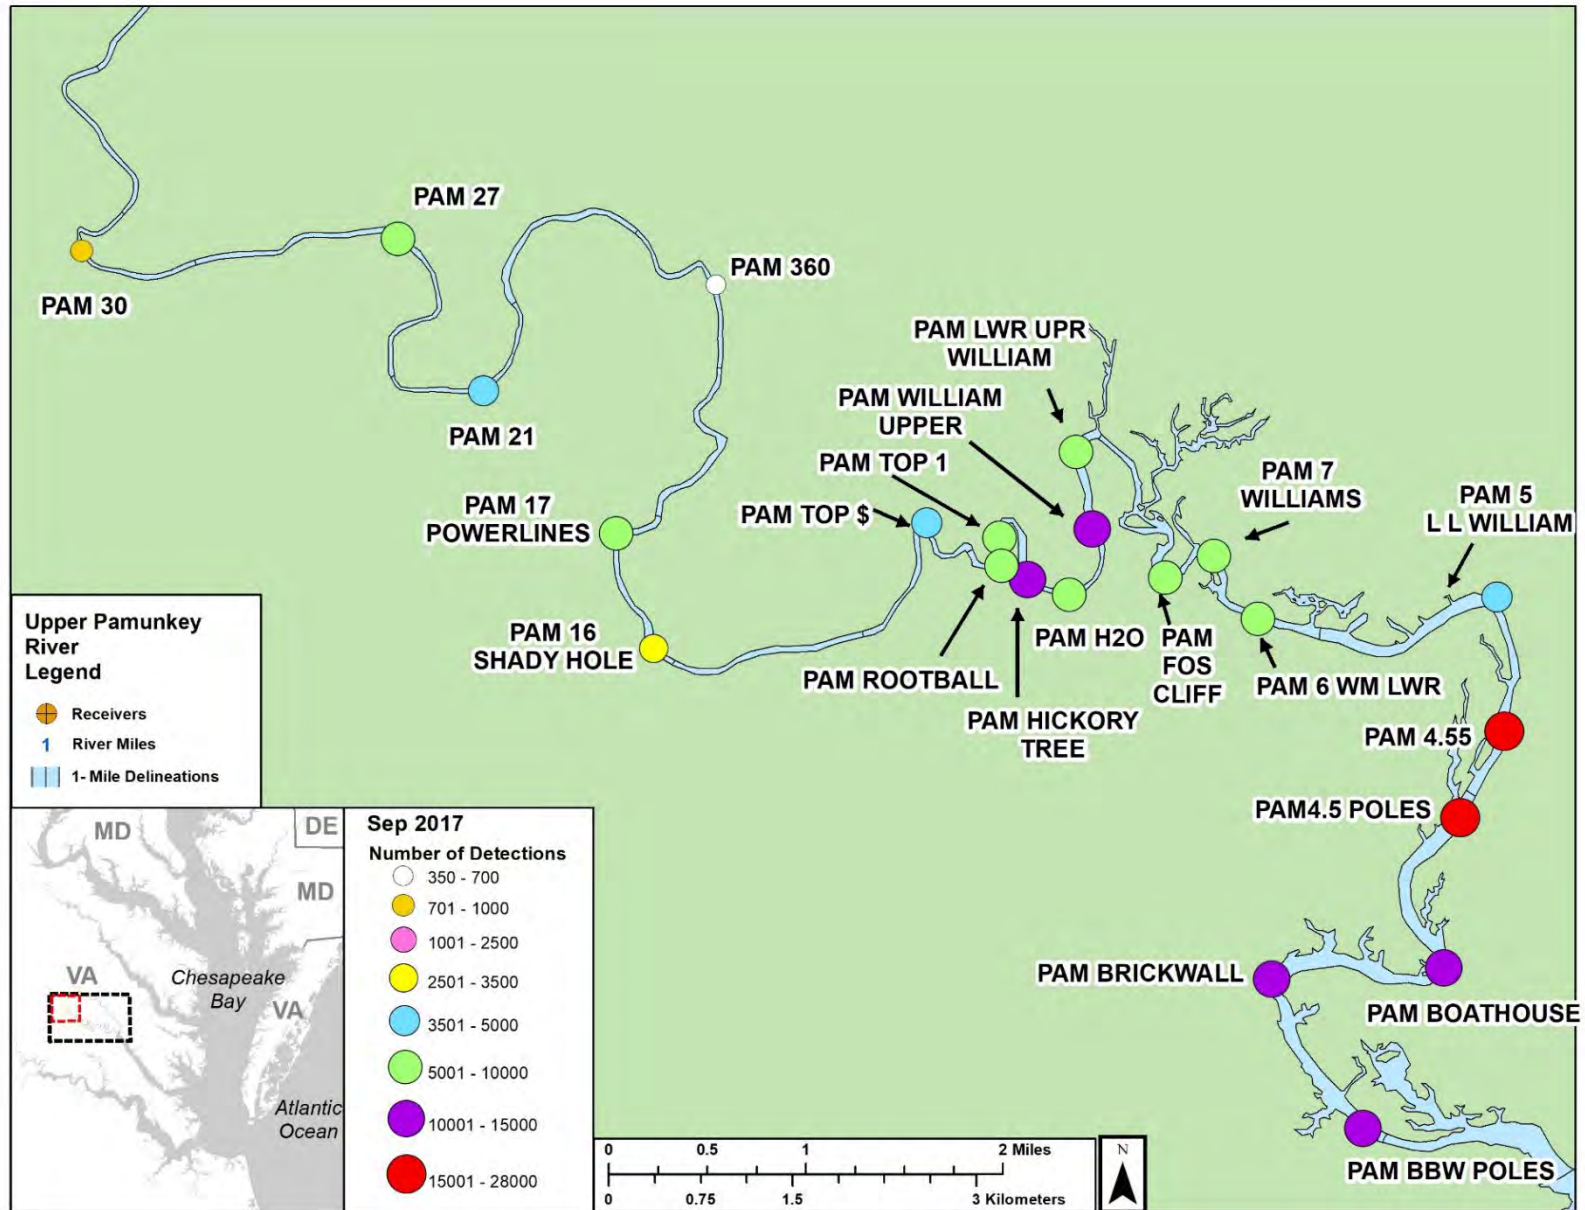 PAM 27
PAM 30
PAM 360
PAM 21
PAM LWR UPR
WILLIAM
PAM WILLIAM
UPPER
PAM TOP 1
PAM TOP $
PAM 17
POWERLINES
PAM 16
SHADY HOLE
PAM 7
WILLIAMS
PAM 5
L L WILLIAM
PAM H2O
PAM
FOS
CLIFF
PAM ROOTBALL
PAM HICKORY
TREE
PAM 6 WM LWR
PAM 4.55
PAM4.5 POLES
PAM BRICKWALL
PAM BOATHOUSE
PAM BBW POLES
Upper Pamunkey
River
Legend
Receivers
1 River Miles
1- Mile Delineations
MD
DE
MD
VA
Chesapeake
Bay
VA
Atlantic
Ocean
Sep 2017
Number of Detections
350 - 700
701 - 1000
1001 - 2500
2501 - 3500
3501 - 5000
5001 - 10000
10001 - 15000
15001 - 28000
0 0.5 1 2 Miles
0 0.75 1.5 3 Kilometers
N